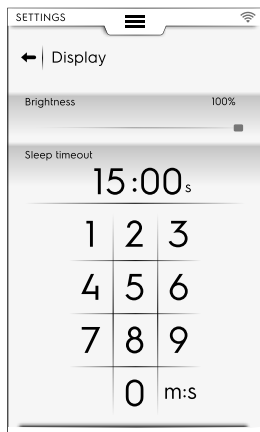 SETTINGS
Display
Brightness 100%
Sleep timeout
15:00s
1 2 3
4 5 6
7 8 9
0 m:s